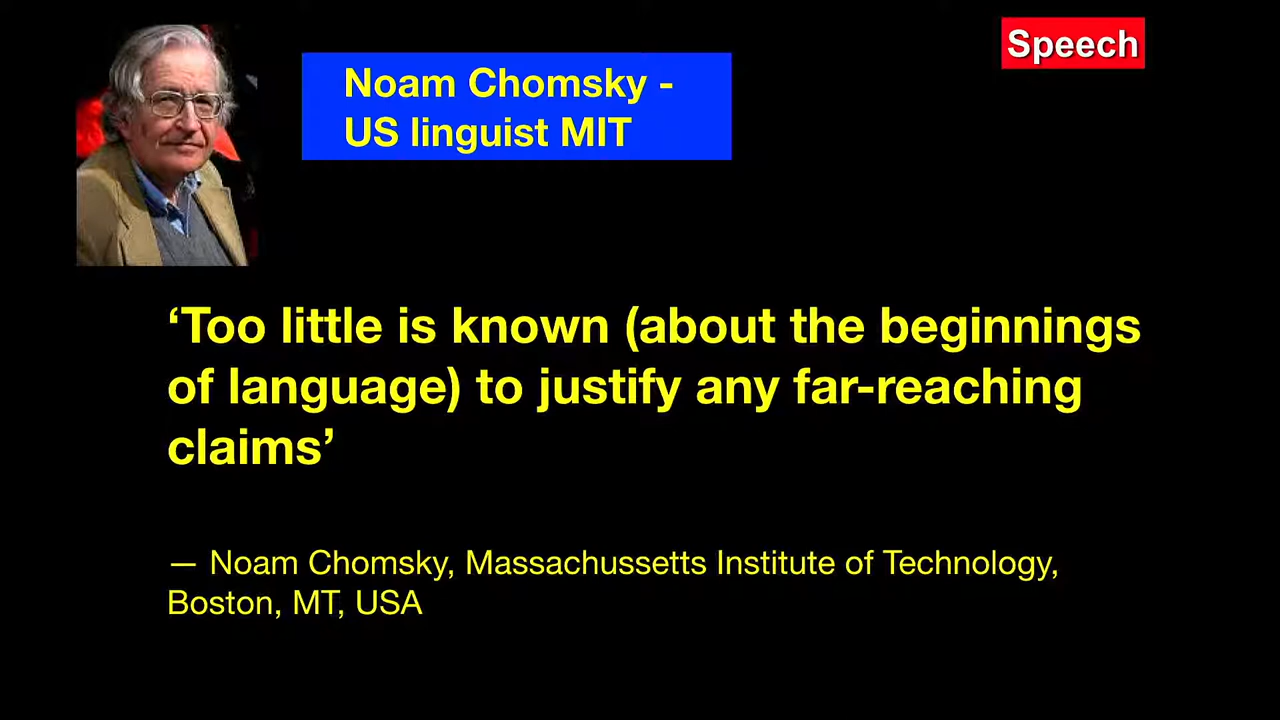 Speech
Noam Chomsky -
US linguist MIT
‘Too little is known (about the beginnings
of language) to justify any far-reaching
claims’
— Noam Chomsky, Massachussetts Institute of Technology,
Boston, MT, USA